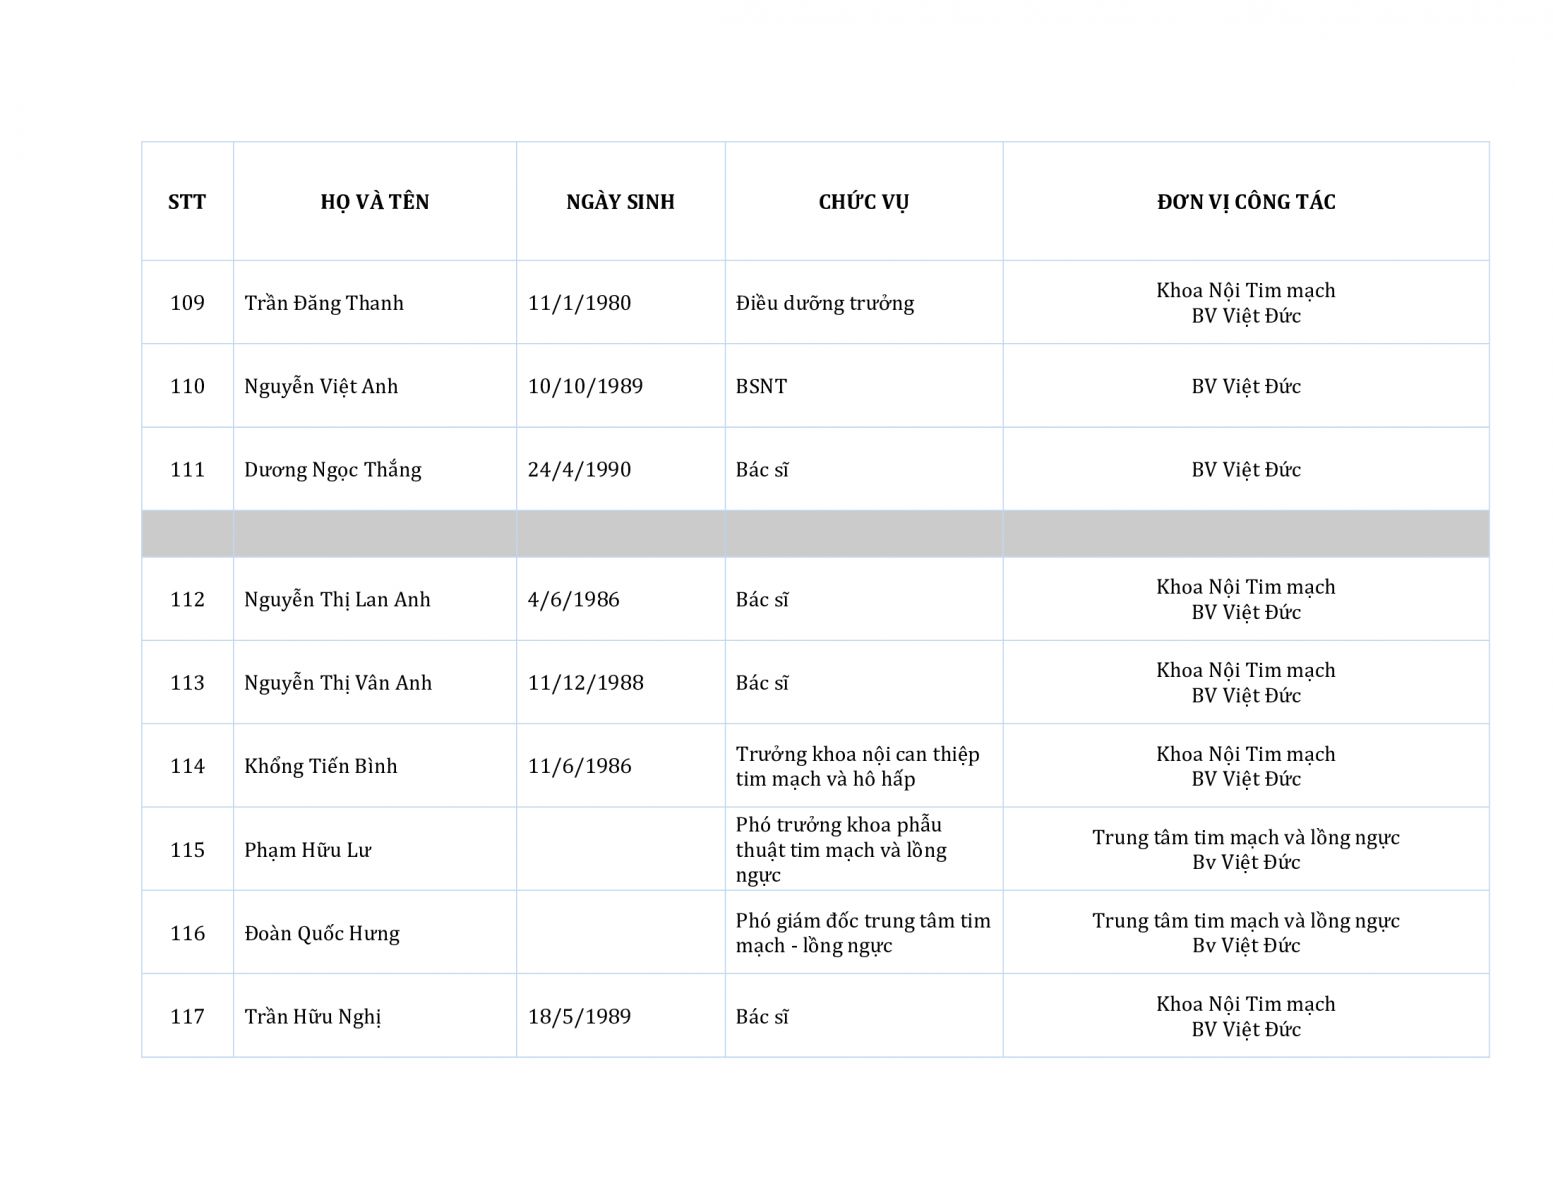 STT HỌ VÀ TÊN NGÀY SINH CHỨC VỤ ĐƠN VỊ CÔNG TÁC
109 Trần Đăng Thanh 11/1/1980 Điều dưỡng trưởng Khoa Nội Tim mạch
BV Việt Đức
110 Nguyễn Việt Anh 10/10/1989 BSNT BV Việt Đức
111 Dương Ngọc Thắng 24/4/1990 Bác sĩ BV Việt Đức
112 Nguyễn Thị Lan Anh 4/6/1986 Bác sĩ Khoa Nội Tim mạch
BV Việt Đức
113 Nguyễn Thị Vân Anh 11/12/1988 Bác sĩ Khoa Nội Tim mạch
BV Việt Đức
114 Khổng Tiến Bình 11/6/1986 Trưởng khoa nội can thiệp
tim mạch và hô hấp
Khoa Nội Tim mạch
BV Việt Đức
115 Phạm Hữu Lư Phó trưởng khoa phẫu
thuật tim mạch và lồng
ngực
Trung tâm tim mạch và lồng ngực
Bv Việt Đức
116 Đoàn Quốc Hưng Phó giám đốc trung tâm tim
mạch - lồng ngực
Trung tâm tim mạch và lồng ngực
Bv Việt Đức
117 Trần Hữu Nghị 18/5/1989 Bác sĩ Khoa Nội Tim mạch
BV Việt Đức